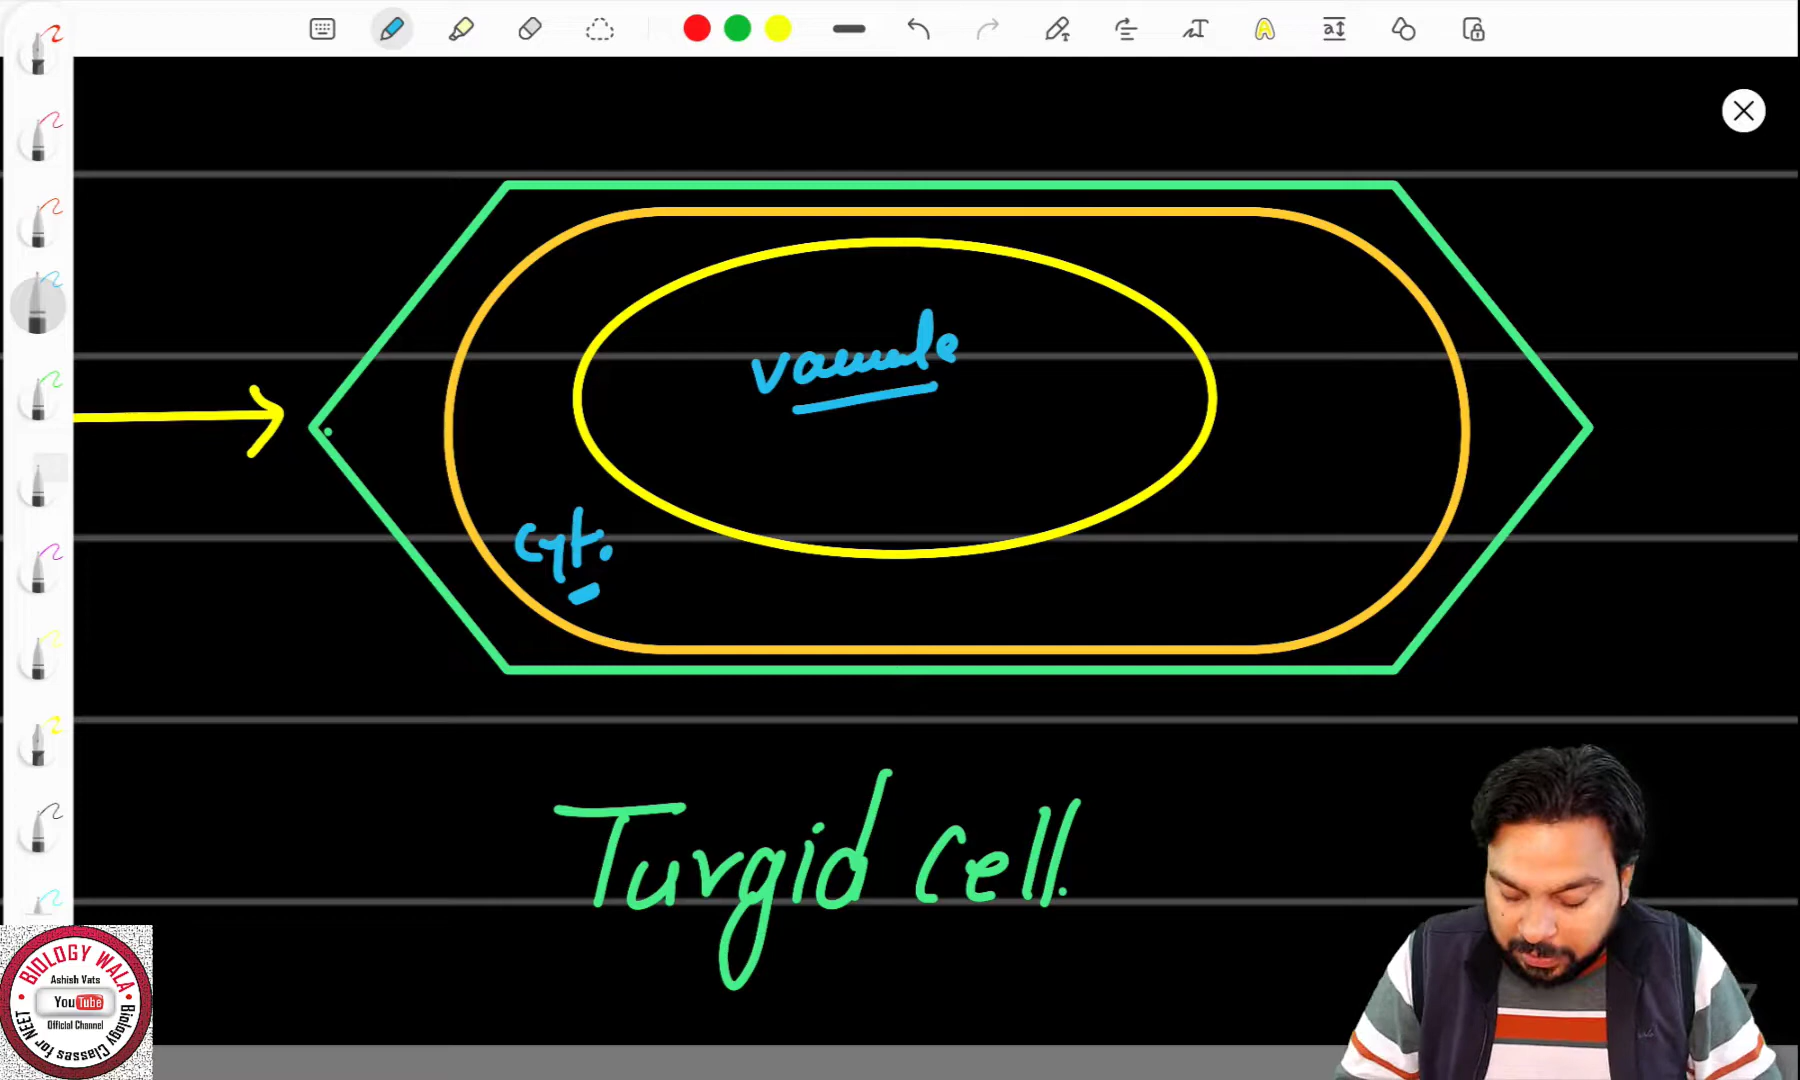 vacuole
cyt.
Turgid cell.
BIOLOGY WALA
Ashish Vats
YouTube
Official Channel
Biology Classes for NEET